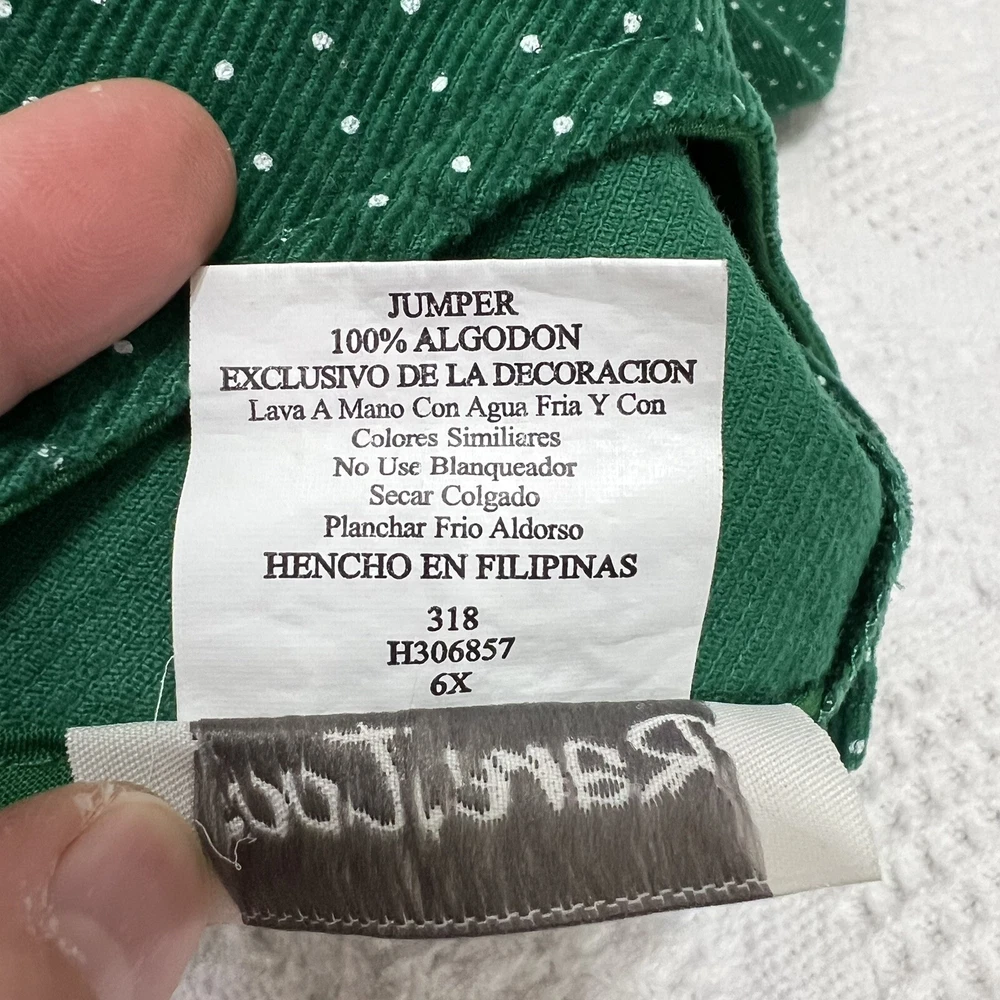 JUMPER
100% ALGODON
EXCLUSIVO DE LA DECORACION
Lava A Mano Con Agua Fria Y Con
Colores Similiares
No Use Blanqueador
Secar Colgado
Planchar Frio Aldorso
HENCHO EN FILIPINAS
318
H306857
6X